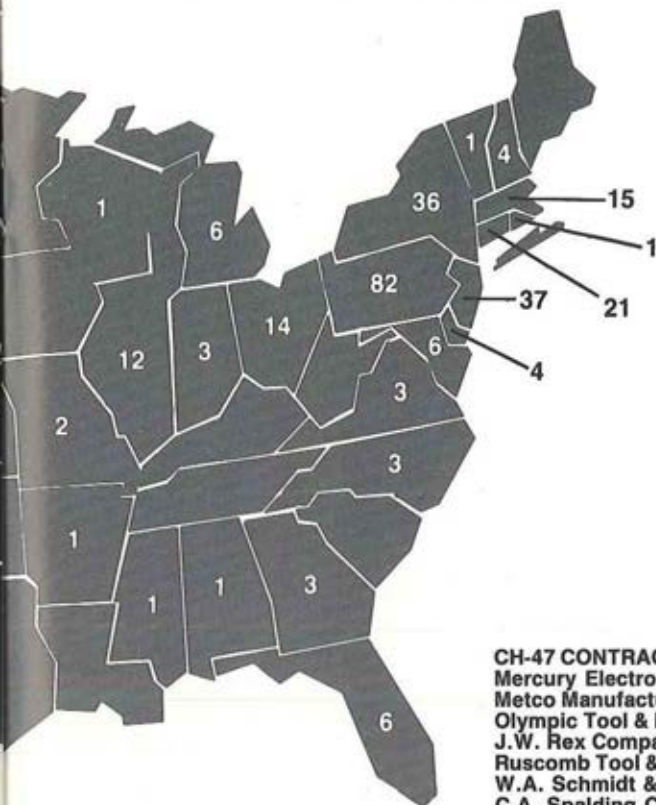 1 4
1 36 15
6 1
82 37 21
14
12 3 6 4
3
2
3
1
1 1 3
6
CH-47 CONTRAC
Mercury Electro
Metco Manufactu
Olympic Tool &
J.W. Rex Compa
Ruscomb Tool &
W.A. Schmidt &
C.A. Spalding C